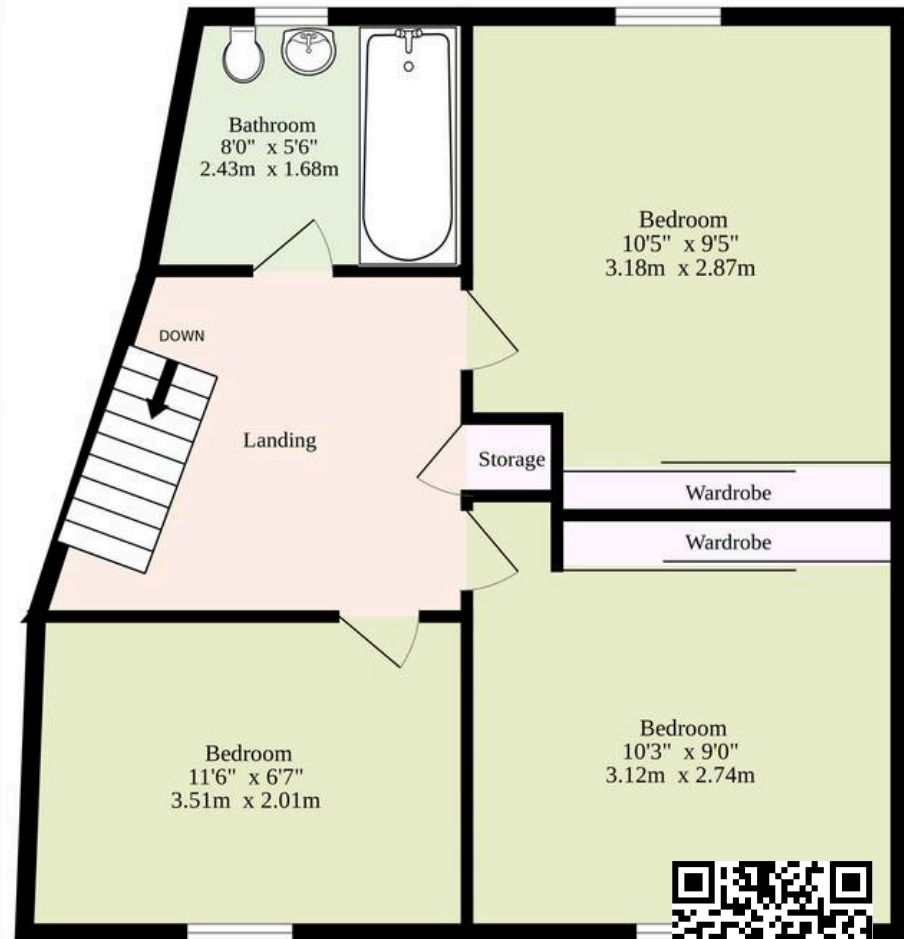 Bathroom
8'0" x 5'6"
2.43m x 1.68m
Bedroom
10'5" x 9'5"
3.18m x 2.87m
DOWN
Landing
Storage
Wardrobe
Wardrobe
Bedroom
11'6" x 6'7"
3.51m x 2.01m
Bedroom
10'3" x 9'0"
3.12m x 2.74m